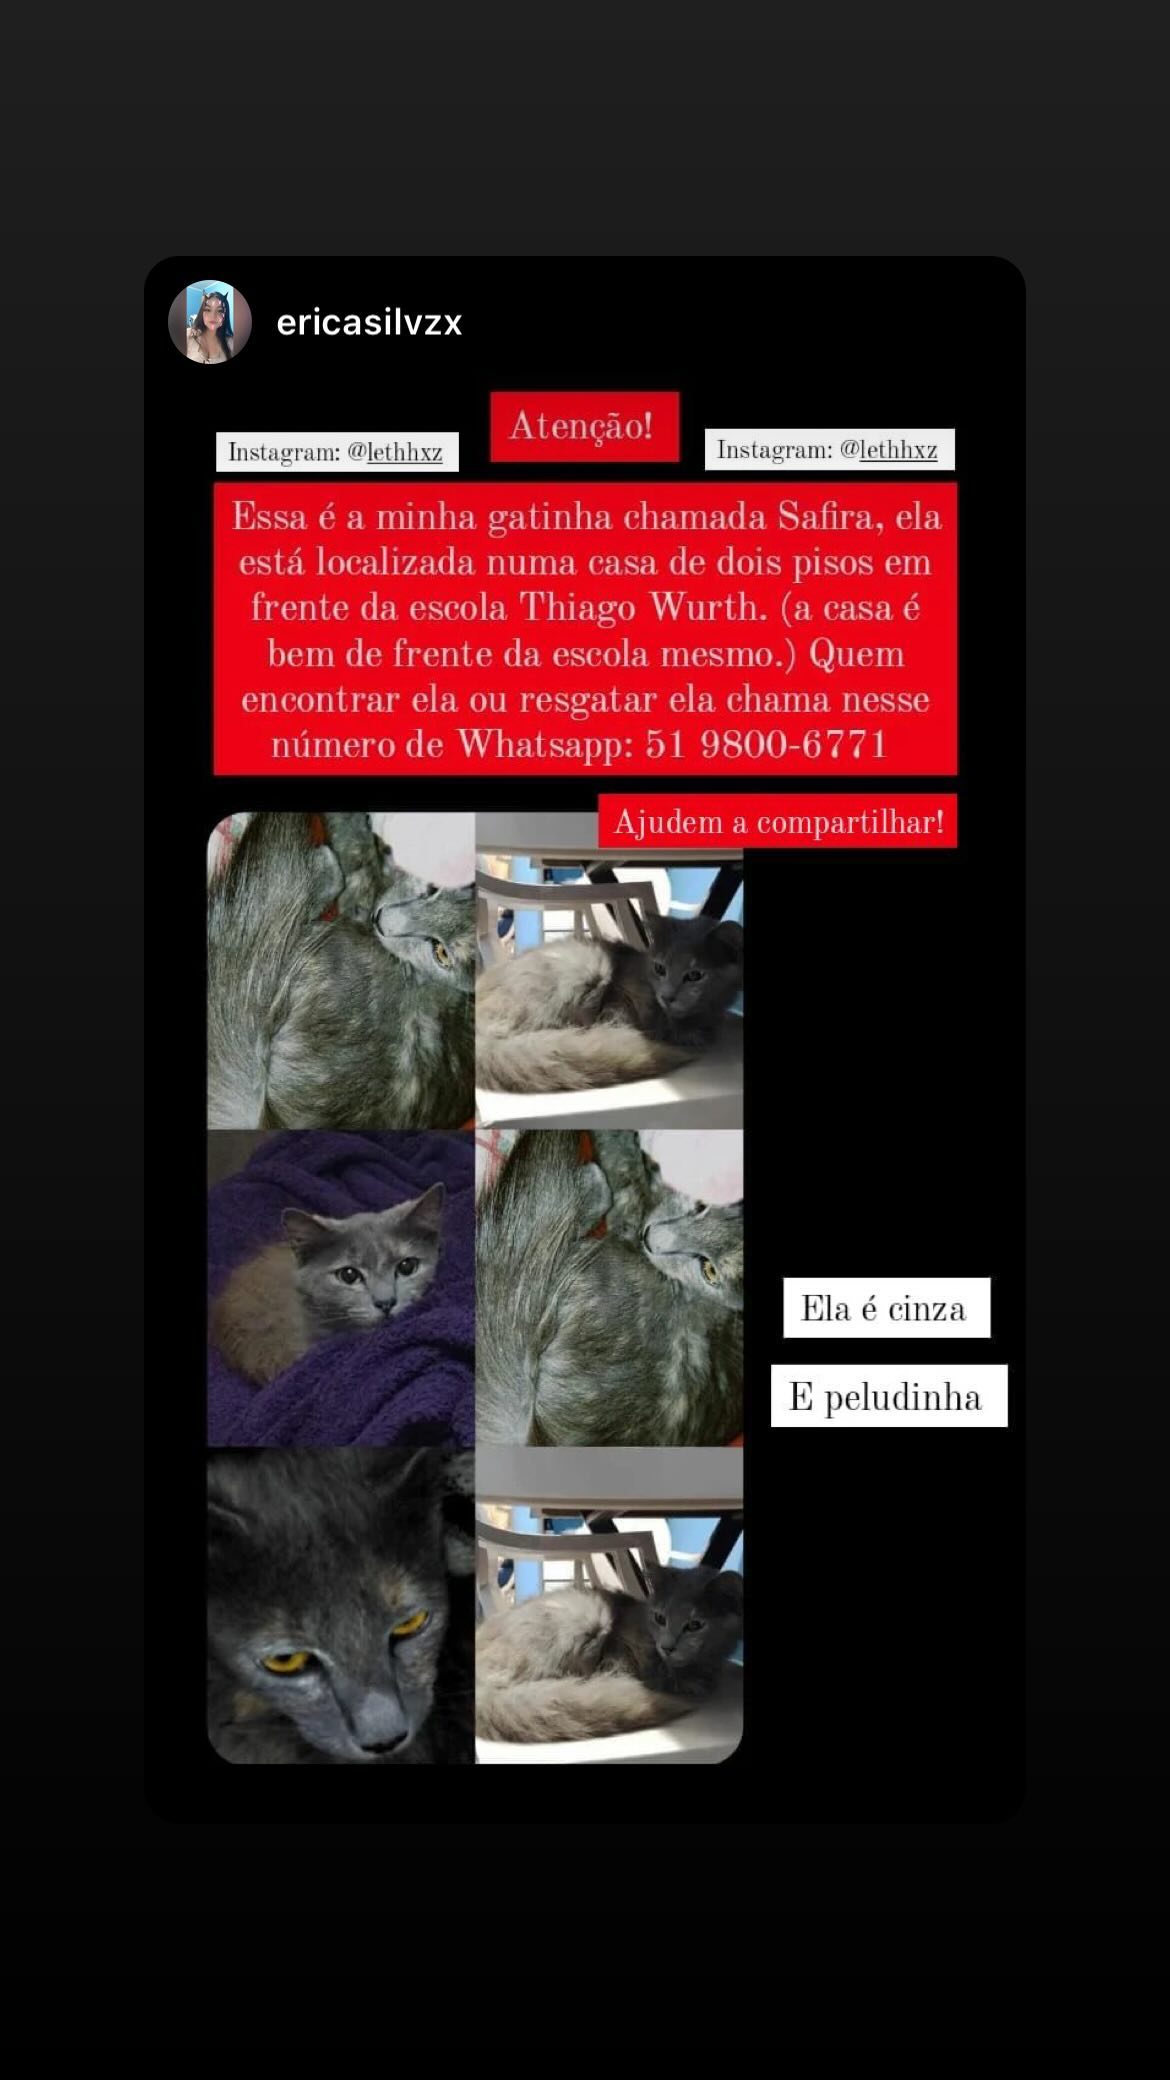 ericasilvzx
Atenção!
Instagram: @lethhxz
Instagram: @lethhxz
Essa é a minha gatinha chamada Safira, ela
está localizada numa casa de dois pisos em
frente da escola Thiago Wurth. (a casa é
bem de frente da escola mesmo.) Quem
encontrar ela ou resgatar ela chama nesse
número de Whatsapp: 51 9800-6771
Ajudem a compartilhar!
Ela é cinza
E peludinha